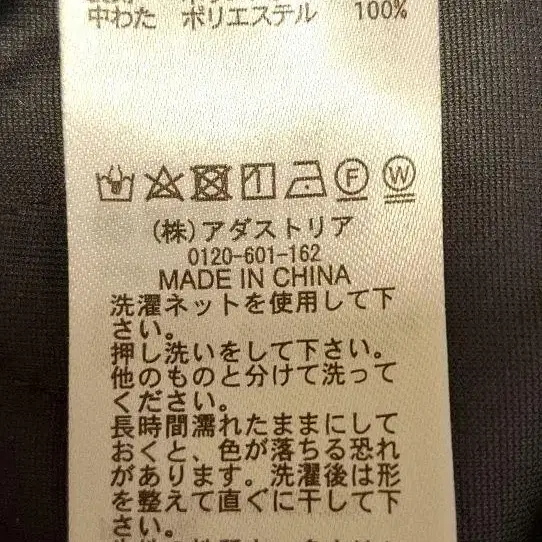 中わた ポリエステル 100%
F W
(株)アダストリア
0120-601-162
MADE IN CHINA
洗濯ネットを使用して下
さい。
押し洗いをして下さい。
他のものと分けて洗って
ください。
長時間濡れたままにして
おくと、色が落ちる恐れ
があります。洗濯後は形
を整えて直ぐに干して下
さい。